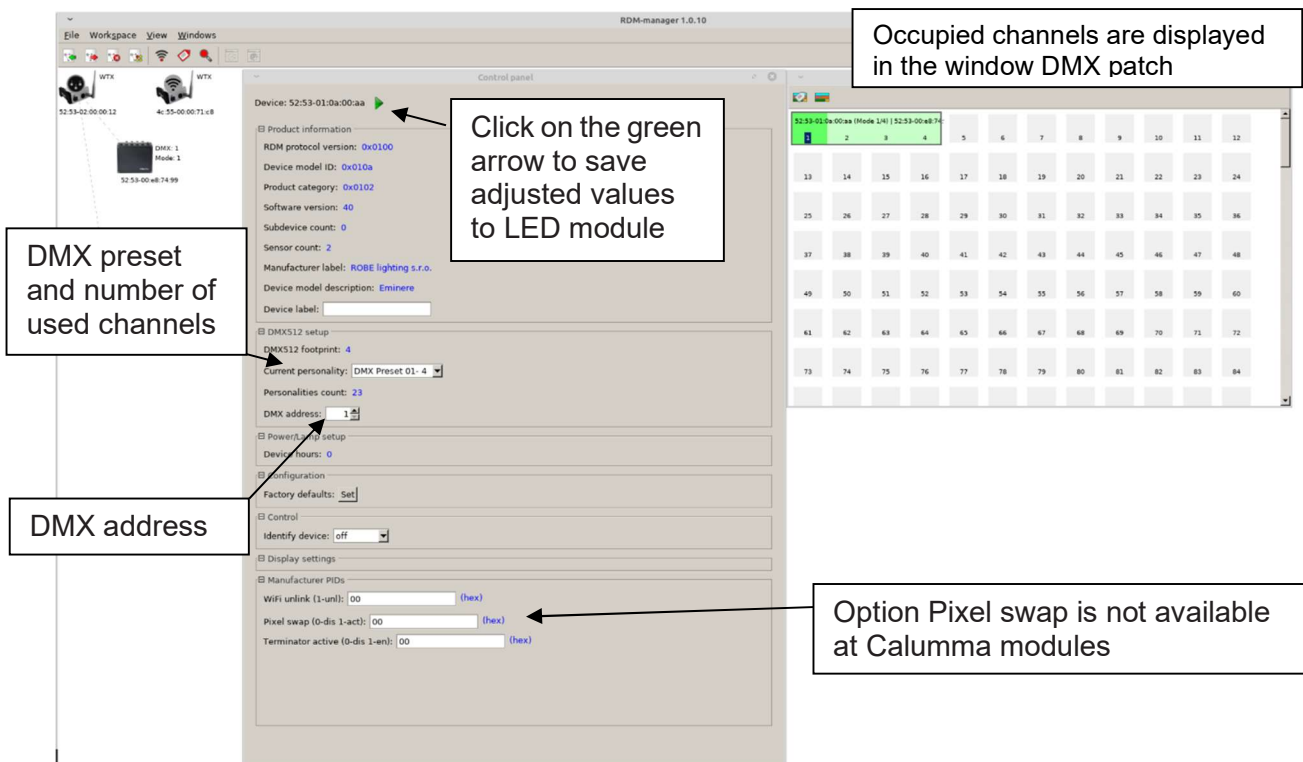 RDM-manager 1.0.10
File Workspace View Windows
Occupied channels are displayed
in the window DMX patch
WTX
52:53-02:00:00:12
WTX
4c:55-00:00:71:c8
DMX: 1
Mode: 1
52:53-00:e8:74:99
Control panel
Device: 52:53-01:0a:00:aa
Click on the green
arrow to save
adjusted values
to LED module
Product information
RDM protocol version: 0x0100
Device model ID: 0x010a
Product category: 0x0102
Software version: 40
Subdevice count: 0
Sensor count: 2
Manufacturer label: ROBE lighting s.r.o.
Device model description: Eminere
Device label:
DMX preset
and number of
used channels
DMX512 setup
DMX512 footprint: 4
Current personality: DMX Preset 01- 4
Personalities count: 23
DMX address: 1
Power/Lamp setup
Device hours: 0
Configuration
Factory defaults: Set
DMX address
Control
Identify device: off
Display settings
Manufacturer PIDs
WiFi unlink (1-unl): 00 (hex)
Pixel swap (0-dis 1-act): 00 (hex)
Terminator active (0-dis 1-en): 00 (hex)
Option Pixel swap is not available
at Calumma modules
52:53-01:0a:00:aa (Mode 1/4) | 52:53-00:e8:74:
1 2 3 4 5 6 7 8 9 10 11 12
13 14 15 16 17 18 19 20 21 22 23 24
25 26 27 28 29 30 31 32 33 34 35 36
37 38 39 40 41 42 43 44 45 46 47 48
49 50 51 52 53 54 55 56 57 58 59 60
61 62 63 64 65 66 67 68 69 70 71 72
73 74 75 76 77 78 79 80 81 82 83 84